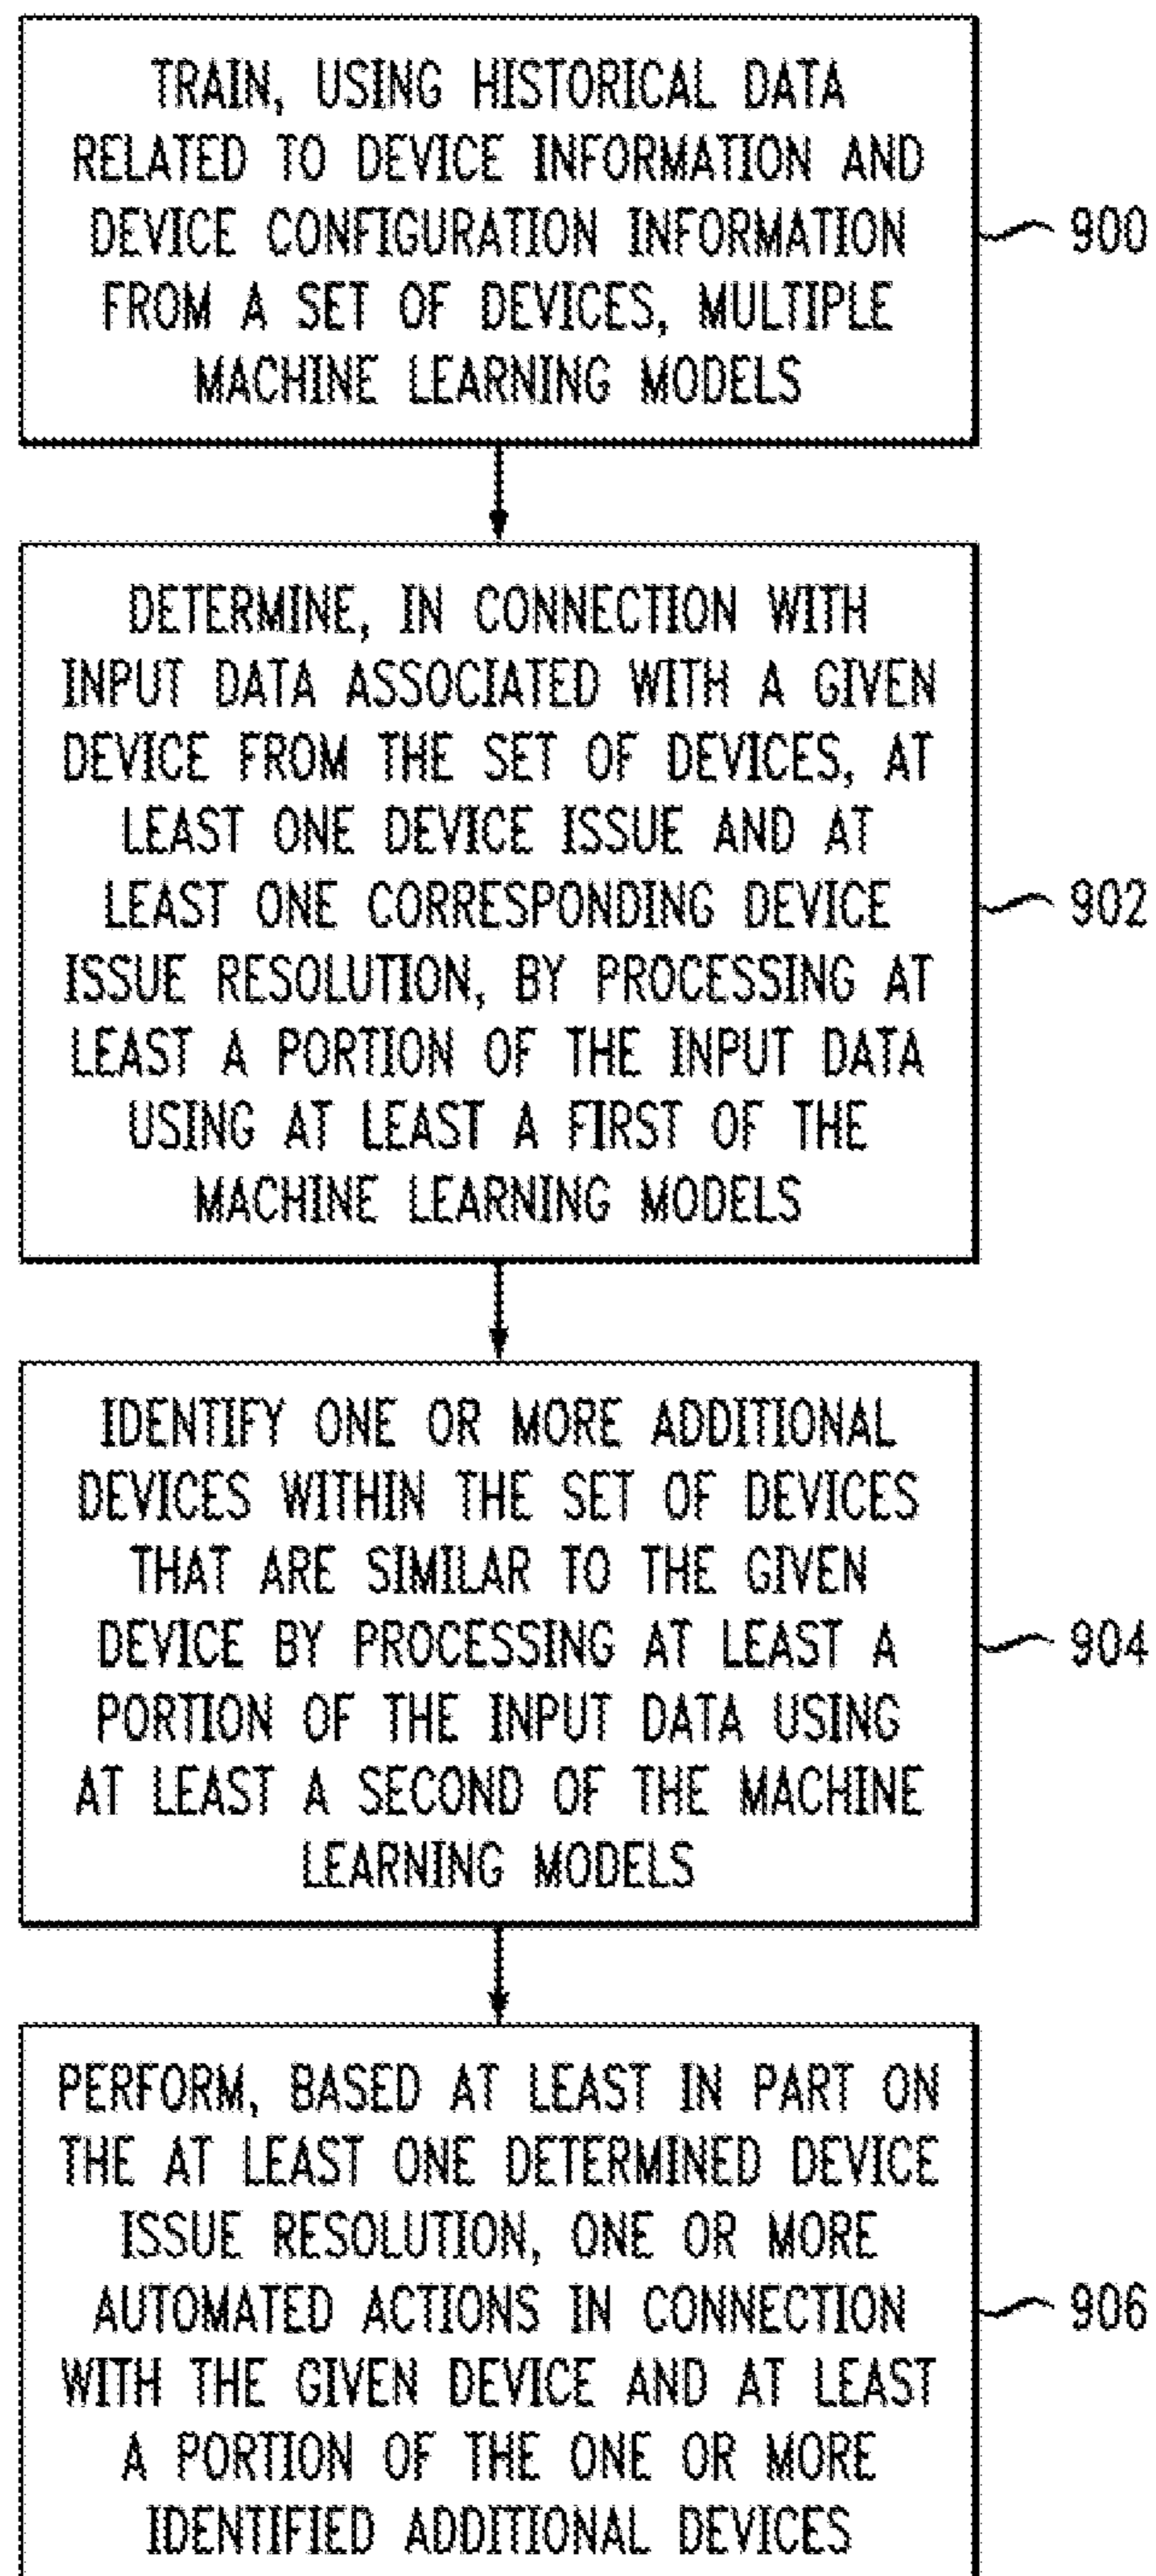 TRAIN, USING HISTORICAL DATA
RELATED TO DEVICE INFORMATION AND
DEVICE CONFIGURATION INFORMATION
FROM A SET OF DEVICES, MULTIPLE
MACHINE LEARNING MODELS
900
DETERMINE, IN CONNECTION WITH
INPUT DATA ASSOCIATED WITH A GIVEN
DEVICE FROM THE SET OF DEVICES, AT
LEAST ONE DEVICE ISSUE AND AT
LEAST ONE CORRESPONDING DEVICE
ISSUE RESOLUTION, BY PROCESSING AT
LEAST A PORTION OF THE INPUT DATA
USING AT LEAST A FIRST OF THE
MACHINE LEARNING MODELS
902
IDENTIFY ONE OR MORE ADDITIONAL
DEVICES WITHIN THE SET OF DEVICES
THAT ARE SIMILAR TO THE GIVEN
DEVICE BY PROCESSING AT LEAST A
PORTION OF THE INPUT DATA USING
AT LEAST A SECOND OF THE MACHINE
LEARNING MODELS
904
PERFORM, BASED AT LEAST IN PART ON
THE AT LEAST ONE DETERMINED DEVICE
ISSUE RESOLUTION, ONE OR MORE
AUTOMATED ACTIONS IN CONNECTION
WITH THE GIVEN DEVICE AND AT LEAST
A PORTION OF THE ONE OR MORE
IDENTIFIED ADDITIONAL DEVICES
906